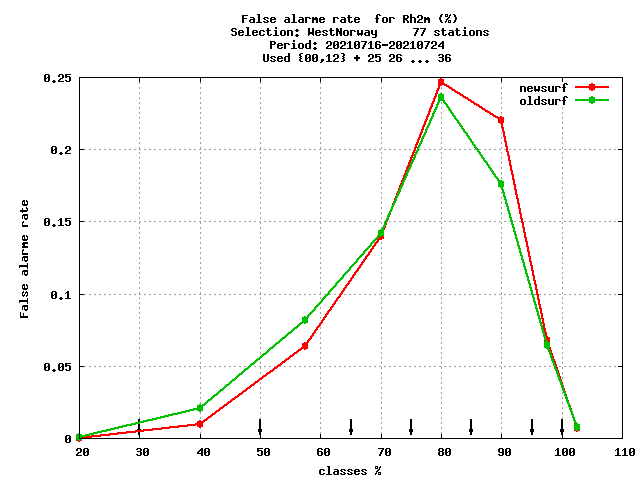 False alarme rate  for Rh2m (%)
Selection: WestNorway     77 stations
Period: 20210716-20210724
Used {00,12} + 25 26 ... 36
newsurf
oldsurf
False alarme rate
0.25
0.2
0.15
0.1
0.05
0
20 30 40 50 60 70 80 90 100 110
classes %